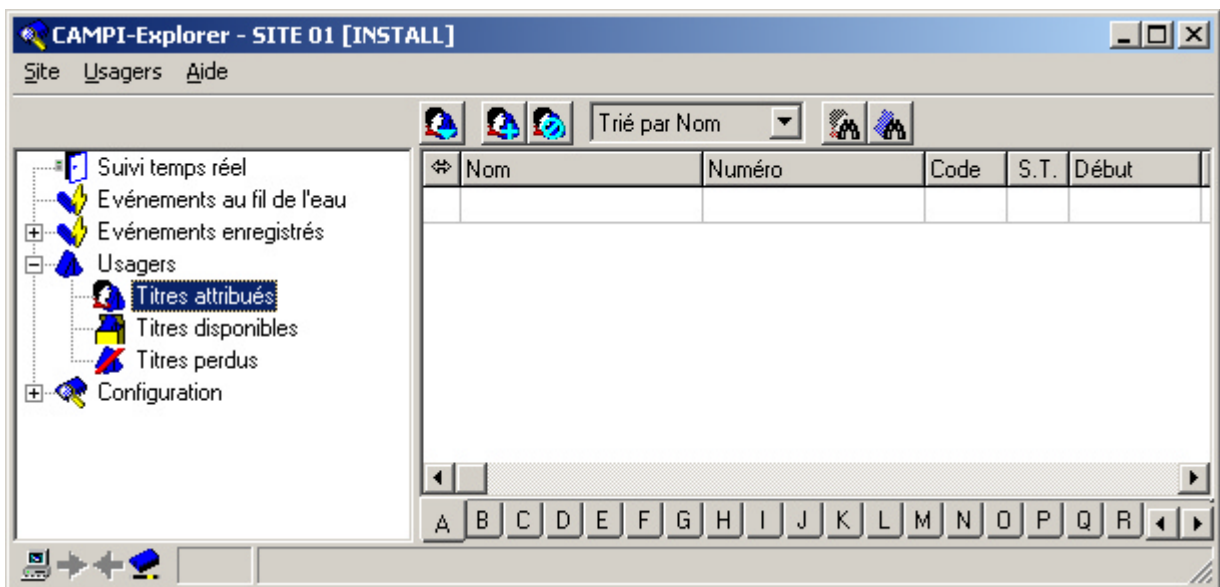 CAMPI-Explorer - SITE 01 [INSTALL]
Site Usagers Aide
Trié par Nom
Suivi temps réel
Evénements au fil de l'eau
Evénements enregistrés
Usagers
Titres attribués
Titres disponibles
Titres perdus
Configuration
Nom Numéro Code S.T. Début
A B C D E F G H I J K L M N O P Q R